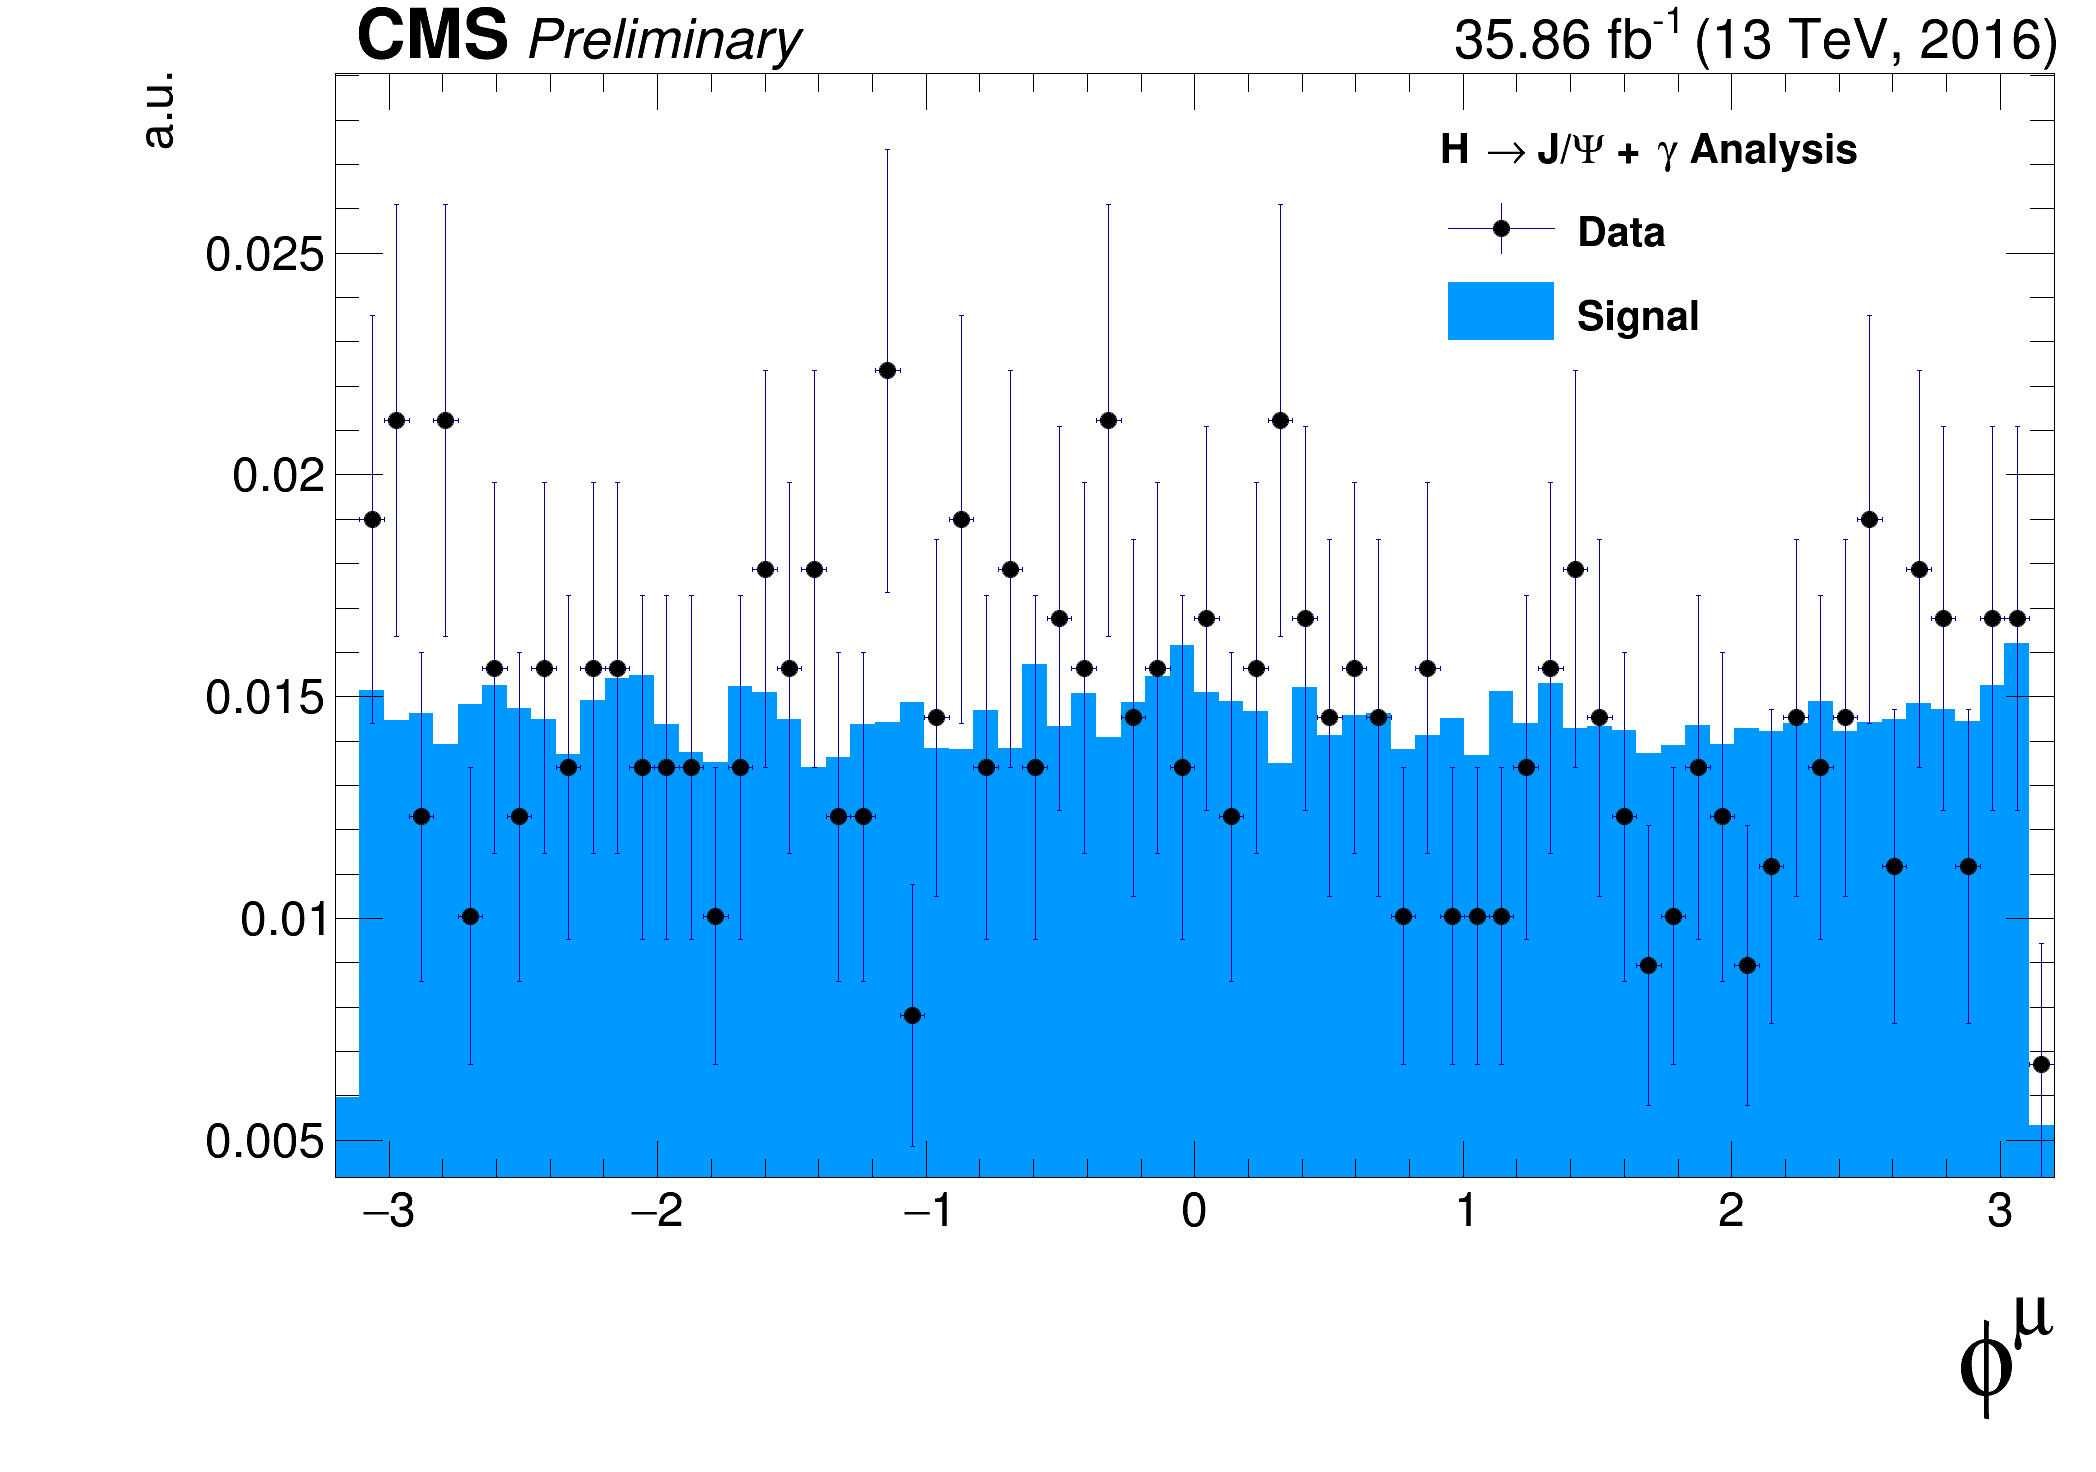 CMS Preliminary 35.86 fb-1 (13 TeV, 2016)
a.u.
H → J/Ψ + γ Analysis
Data
Signal
0.025
0.02
0.015
0.01
0.005
−3 −2 −1 0 1 2 3
ϕμ